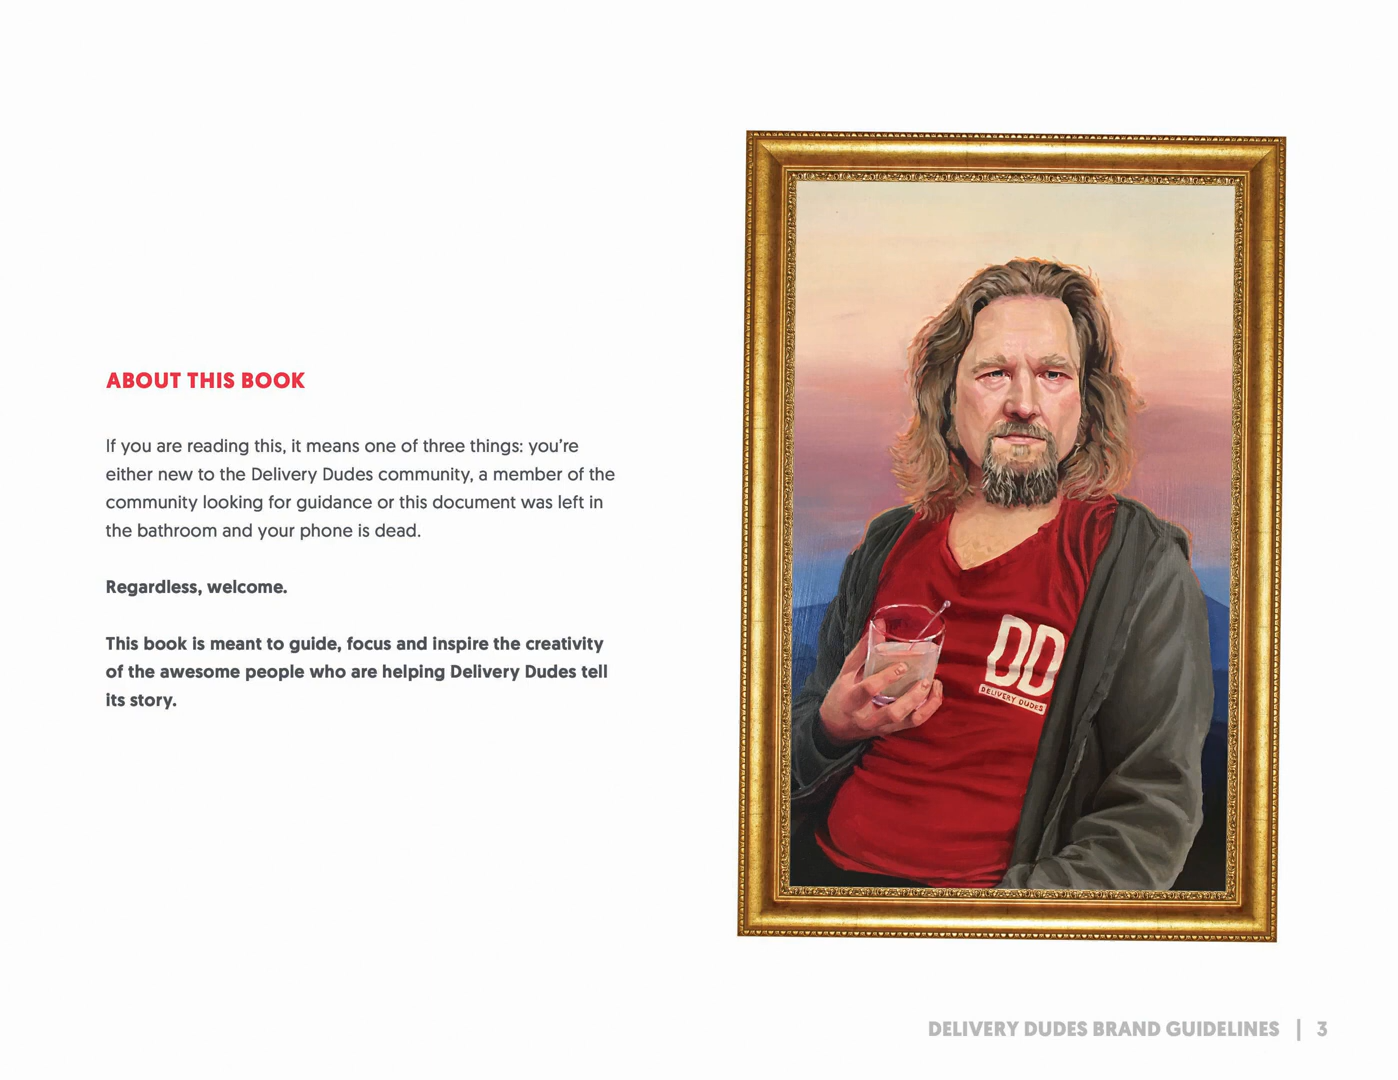 ABOUT THIS BOOK
If you are reading this, it means one of three things: you’re
either new to the Delivery Dudes community, a member of the
community looking for guidance or this document was left in
the bathroom and your phone is dead.
Regardless, welcome.
This book is meant to guide, focus and inspire the creativity
of the awesome people who are helping Delivery Dudes tell
its story.
DD
DELIVERY DUDES
DELIVERY DUDES BRAND GUIDELINES | 3